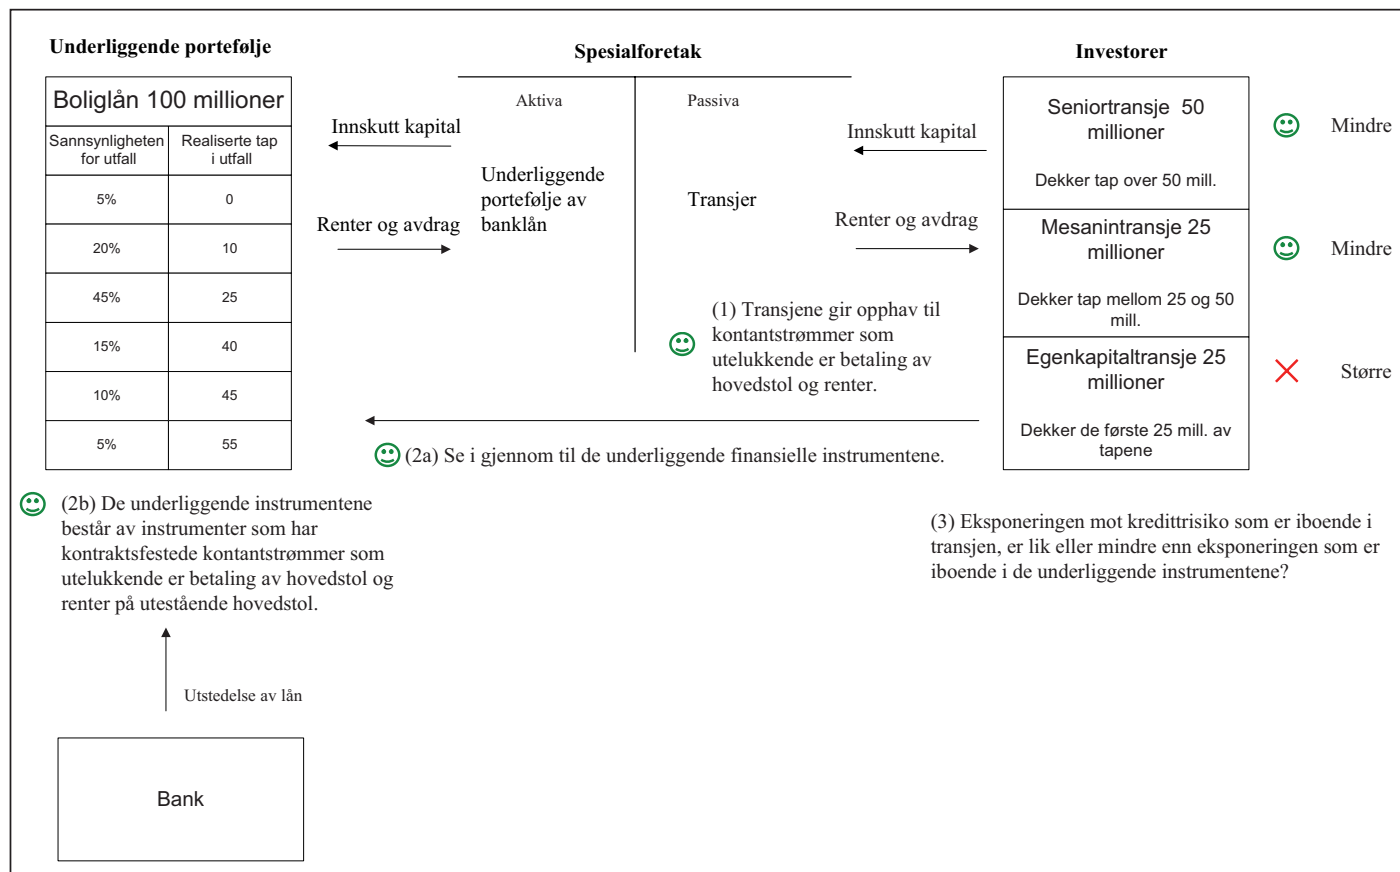 Underliggende portefølje
Boliglån 100 millioner
Sannsynligheten for utfall
Realiserte tap i utfall
5%
0
20%
10
45%
25
15%
40
10%
45
5%
55
Innskutt kapital
Renter og avdrag
Spesialforetak
Aktiva
Passiva
Underliggende
portefølje av
banklån
Transjer
Innskutt kapital
Renter og avdrag
(1) Transjene gir opphav til
kontantstrømmer som
utelukkende er betaling av
hovedstol og renter.
(2a) Se i gjennom til de underliggende finansielle instrumentene.
Investorer
Seniortransje 50
millioner
Dekker tap over 50 mill.
Mindre
Mesanintransje 25
millioner
Dekker tap mellom 25 og 50
mill.
Mindre
Egenkapitaltransje 25
millioner
Dekker de første 25 mill. av
tapene
Større
(2b) De underliggende instrumentene
består av instrumenter som har
kontraktsfestede kontantstrømmer som
utelukkende er betaling av hovedstol og
renter på utestående hovedstol.
(3) Eksponeringen mot kredittrisiko som er iboende i
transjen, er lik eller mindre enn eksponeringen som er
iboende i de underliggende instrumentene?
Utstedelse av lån
Bank